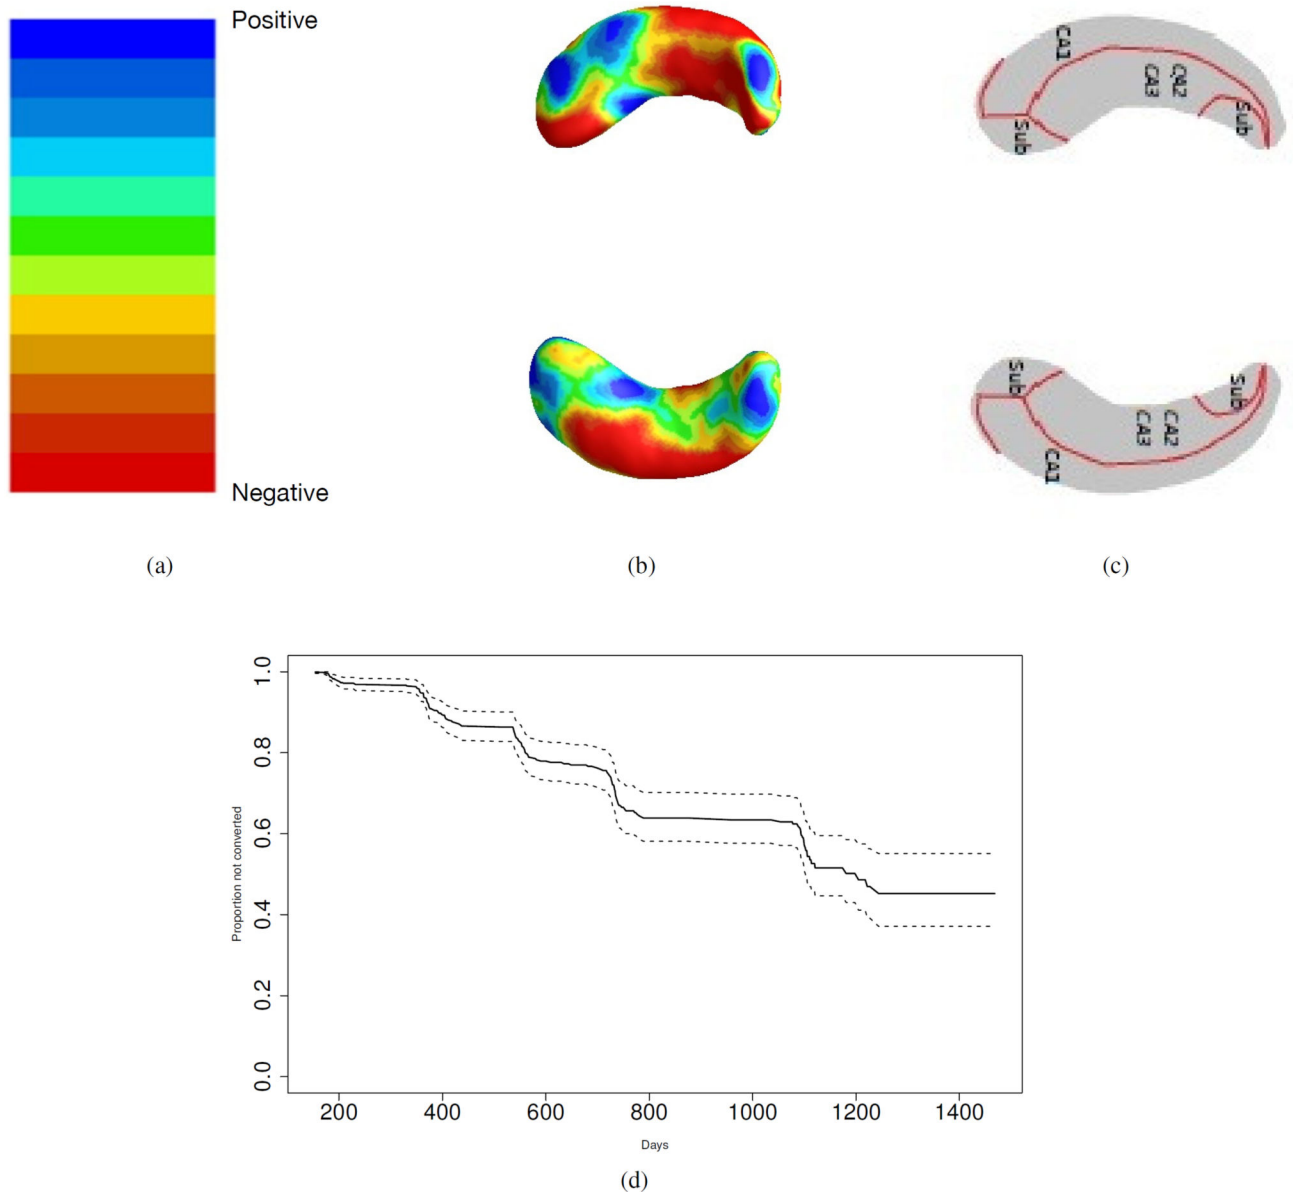 Positive
Negative
(a)
(b)
CA1
CA3
CA2
Sub
Sub
Sub
Sub
CA3
CA2
CA1
(c)
Proportion not converted
1.0
0.8
0.6
0.4
0.2
0.0
200 400 600 800 1000 1200 1400
Days
(d)